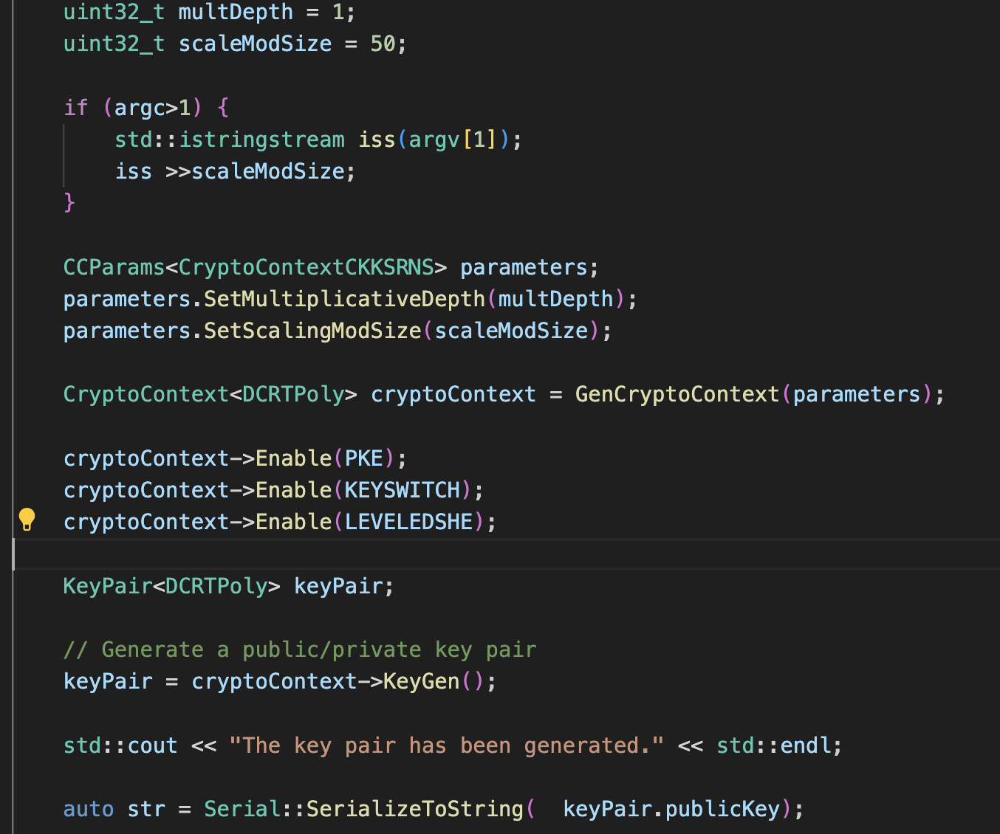 uint32_t multDepth = 1;
uint32_t scaleModSize = 50;
if (argc>1) {
std::istringstream iss(argv[1]);
iss >>scaleModSize;
}
CCParams<CryptoContextCKKSRNS> parameters;
parameters.SetMultiplicativeDepth(multDepth);
parameters.SetScalingModSize(scaleModSize);
CryptoContext<DCRTPoly> cryptoContext = GenCryptoContext(parameters);
cryptoContext->Enable(PKE);
cryptoContext->Enable(KEYSWITCH);
cryptoContext->Enable(LEVELEDSHE);
KeyPair<DCRTPoly> keyPair;
// Generate a public/private key pair
keyPair = cryptoContext->KeyGen();
std::cout << "The key pair has been generated." << std::endl;
auto str = Serial::SerializeToString(  keyPair.publicKey);